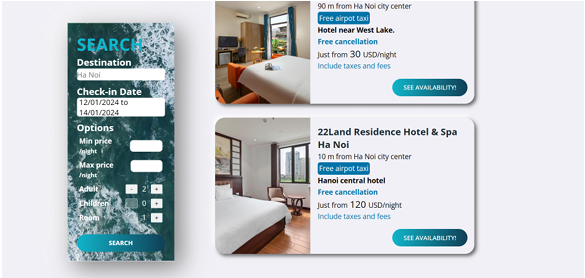 SEARCH
Destination
Ha Noi
Check-in Date
12/01/2024 to
14/01/2024
Options
Min price
/night
Max price
/night
Adult - 2 +
Children 0 +
Room 1 +
SEARCH
90 m from Ha Noi city center
Free airpot taxi
Hotel near West Lake.
Free cancellation
Just from 30 USD/night
Include taxes and fees
SEE AVAILABILITY!
22Land Residence Hotel & Spa
Ha Noi
10 m from Ha Noi city center
Free airpot taxi
Hanoi central hotel
Free cancellation
Just from 120 USD/night
Include taxes and fees
SEE AVAILABILITY!